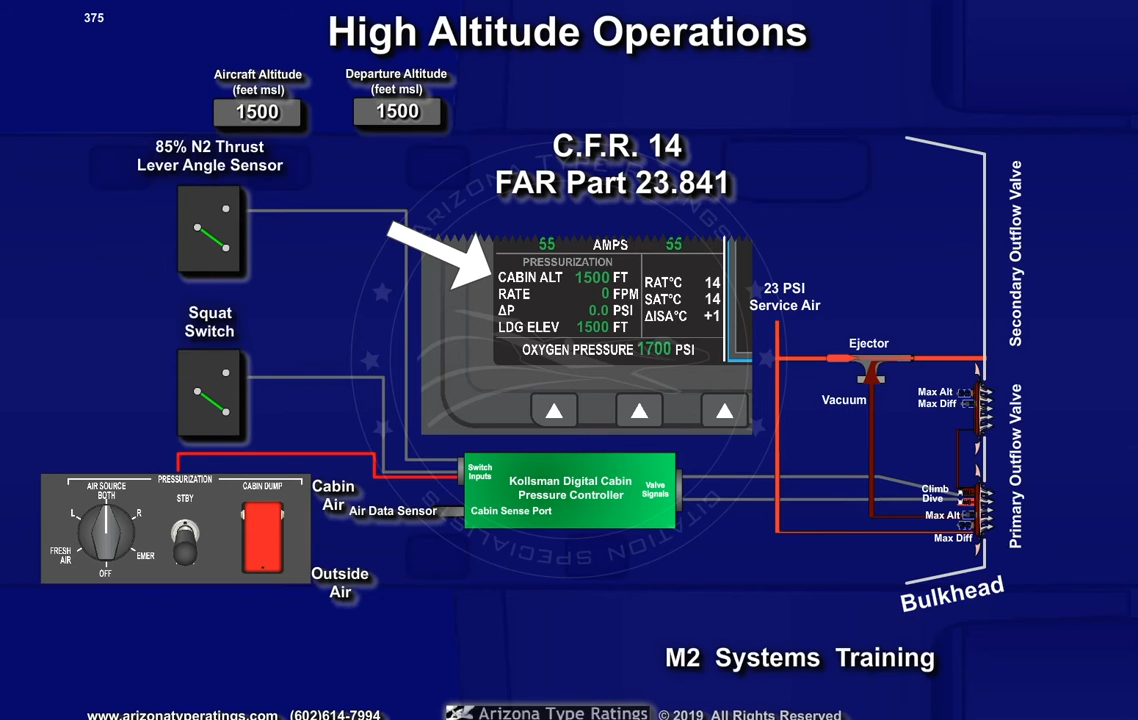 375
High Altitude Operations
Aircraft Altitude
(feet msl)
1500
Departure Altitude
(feet msl)
1500
85% N2 Thrust
Lever Angle Sensor
C.F.R. 14
FAR Part 23.841
55 AMPS 55
PRESSURIZATION
CABIN ALT 1500 FT
RATE 0 FPM
ΔP 0.0 PSI
LDG ELEV 1500 FT
RAT°C 14
SAT°C 14
ΔISA°C +1
OXYGEN PRESSURE 1700 PSI
23 PSI
Service Air
Secondary Outflow Valve
Squat
Switch
Ejector
Vacuum
Max Alt
Max Diff
Primary Outflow Valve
Switch
Inputs
Kollsman Digital Cabin
Pressure Controller
Valve
Signals
Cabin Sense Port
Climb
Dive
Max Alt
Max Diff
PRESSURIZATION
AIR SOURCE
BOTH
L
R
FRESH
AIR
EMER
OFF
STBY
CABIN DUMP
Cabin
Air
Air Data Sensor
Outside
Air
Bulkhead
M2 Systems Training
www.arizonatyperatings.com (602)614-7994
Arizona Type Ratings
© 2019 All Rights Reserved